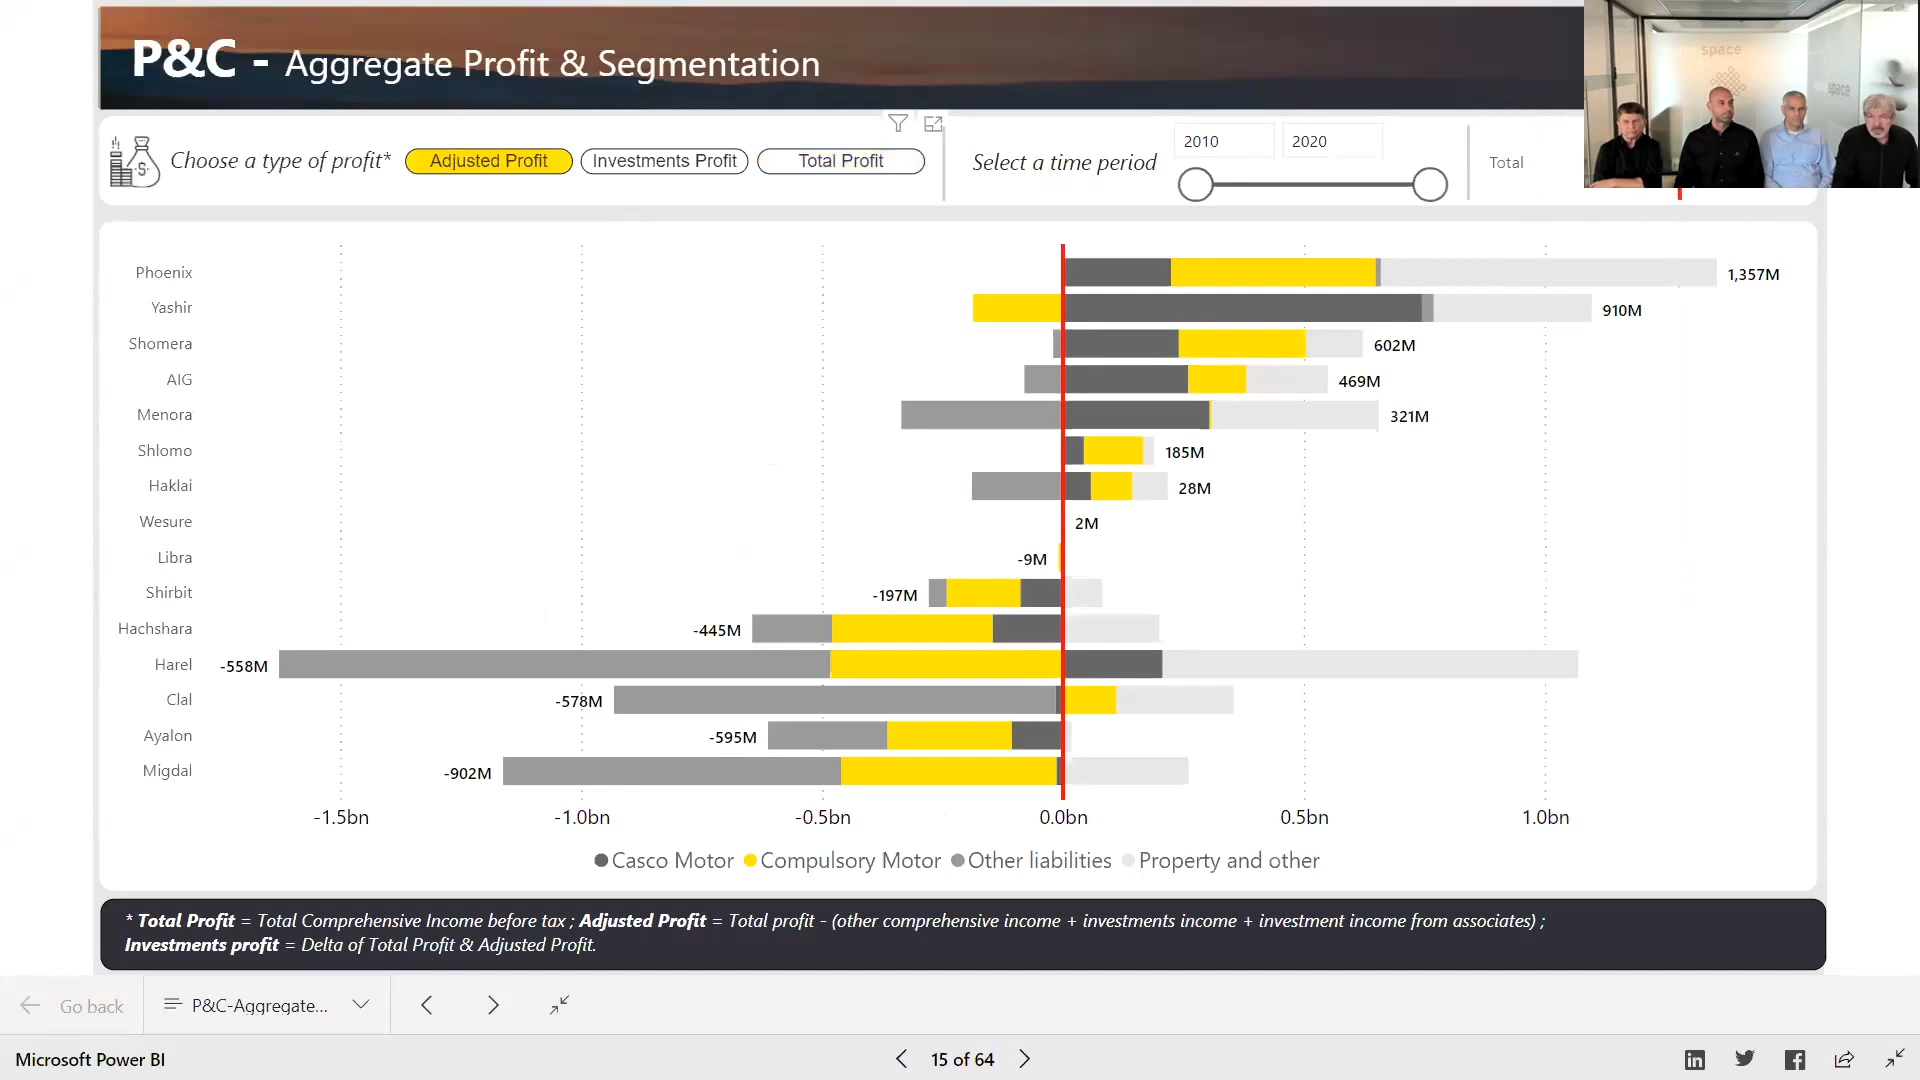 P&C - Aggregate Profit & Segmentation
space
space
Choose a type of profit*
Adjusted Profit
Investments Profit
Total Profit
Select a time period
2010
2020
Total
Phoenix 1,357M
Yashir 910M
Shomera 602M
AIG 469M
Menora 321M
Shlomo 185M
Haklai 28M
Wesure 2M
Libra -9M
Shirbit -197M
Hachshara -445M
Harel -558M
Clal -578M
Ayalon -595M
Migdal -902M
-1.5bn -1.0bn -0.5bn 0.0bn 0.5bn 1.0bn
Casco Motor Compulsory Motor Other liabilities Property and other
* Total Profit = Total Comprehensive Income before tax ; Adjusted Profit = Total profit - (other comprehensive income + investments income + investment income from associates) ;
Investments profit = Delta of Total Profit & Adjusted Profit.
Go back
P&C-Aggregate...
Microsoft Power BI
15 of 64